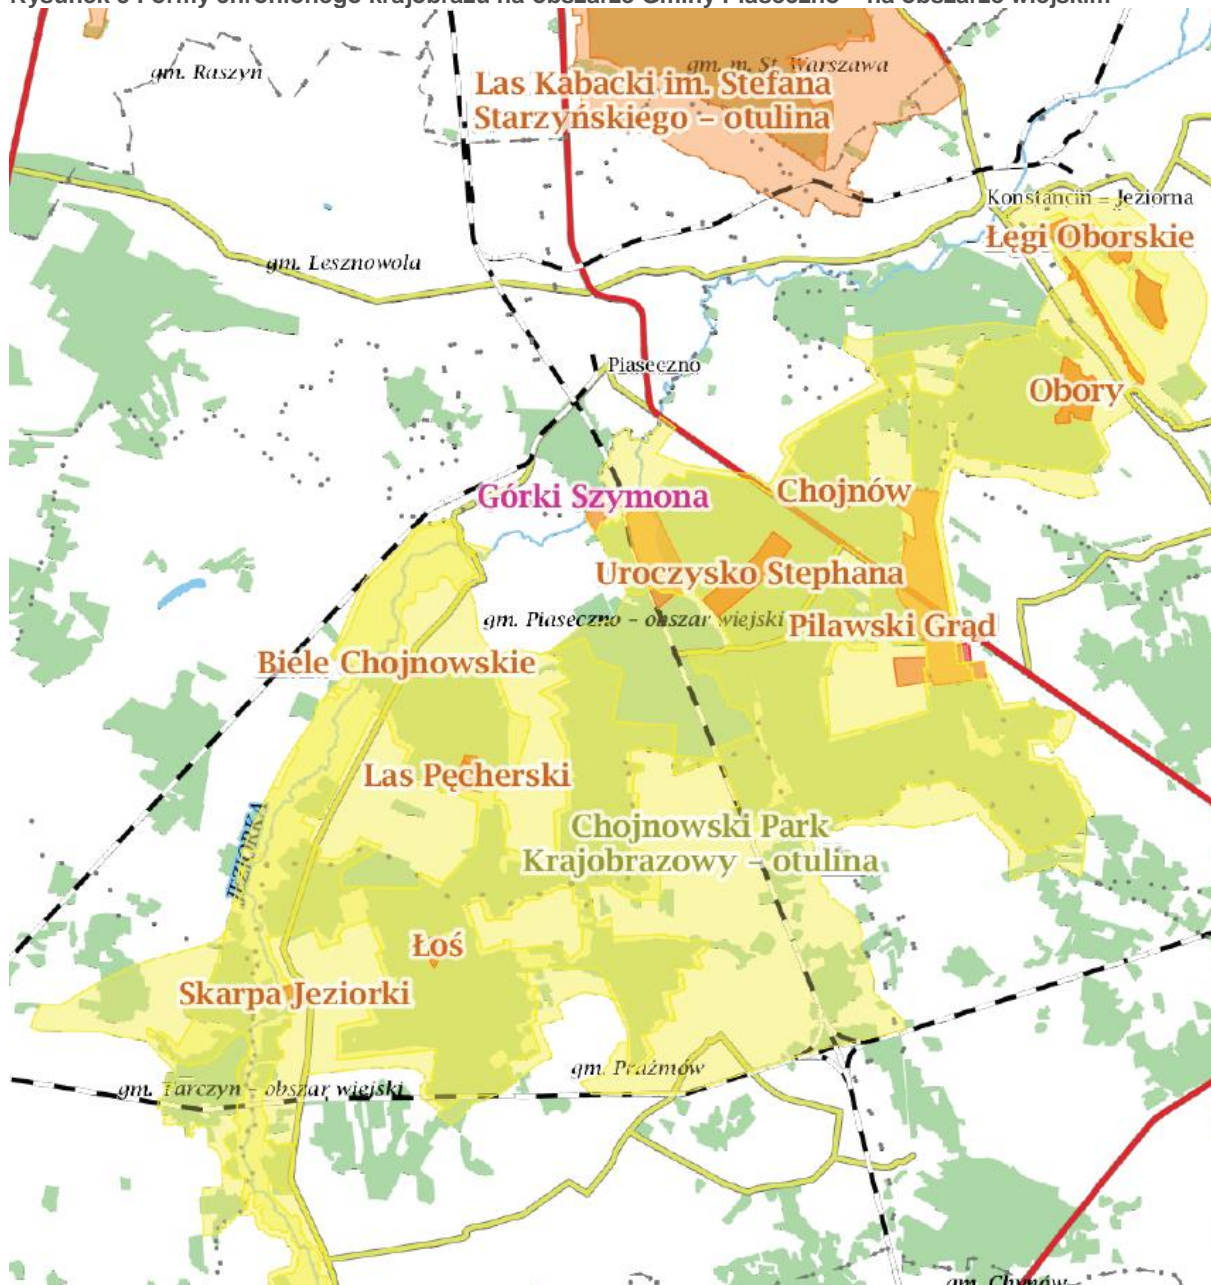 gm. Raszyn
gm. m. St. Warszawa
Las Kabacki im. Stefana
Starzyńskiego – otulina
Konstancin – Jeziorna
Łęgi Oborskie
gm. Lesznowola
Piaseczno
Obory
Górki Szymona
Chojnów
Uroczysko Stephana
gm. Piaseczno – obszar wiejski
Pilawski Grąd
Biele Chojnowskie
Las Pęcherski
JEZIORKA
Chojnowski Park
Krajobrazowy – otulina
Łoś
Skarpa Jeziorki
gm. Prażmów
gm. Tarczyn – obszar wiejski
gm. Chynów